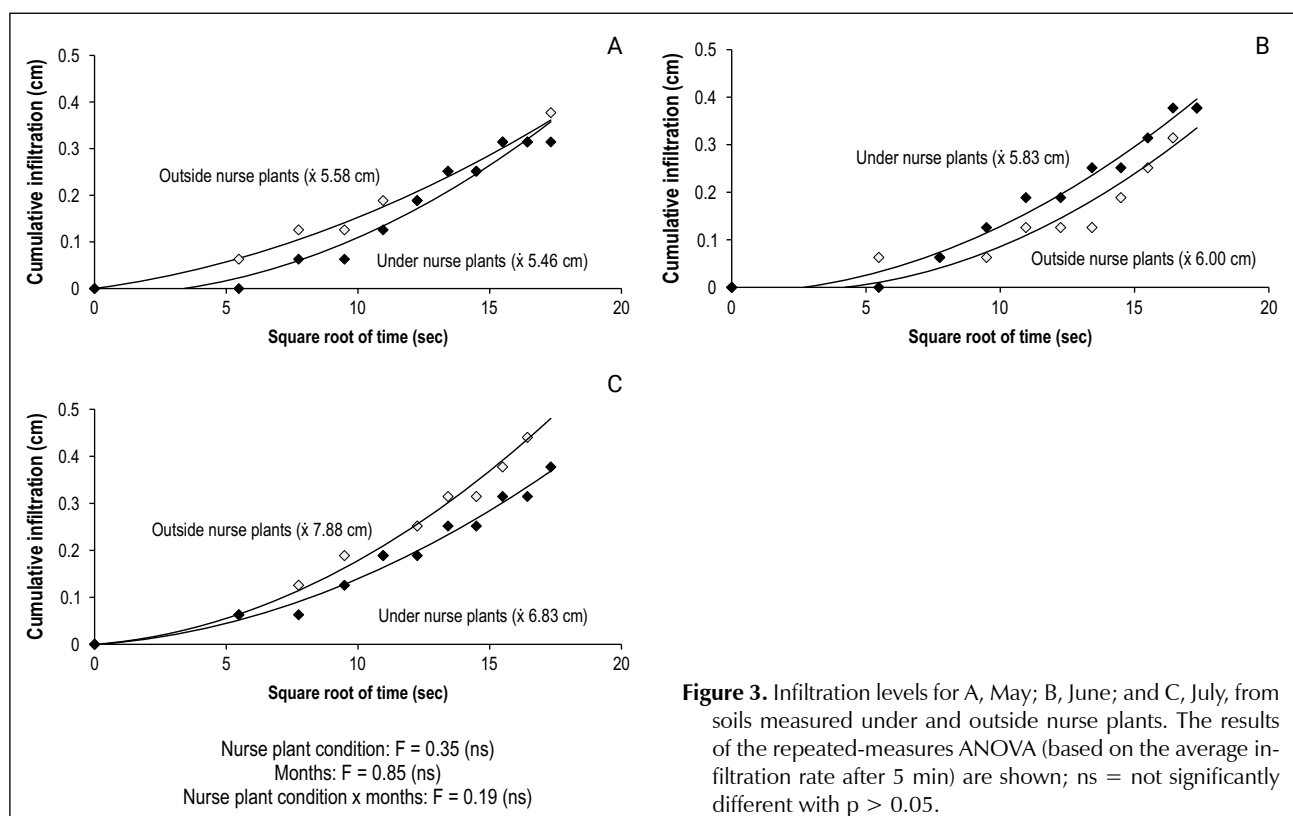 A
Cumulative infiltration (cm)
0.5
0.4
0.3
0.2
0.1
0
Outside nurse plants (ẋ 5.58 cm)
Under nurse plants (ẋ 5.46 cm)
0 5 10 15 20
Square root of time (sec)
B
Cumulative infiltration (cm)
0.5
0.4
0.3
0.2
0.1
0
Under nurse plants (ẋ 5.83 cm)
Outside nurse plants (ẋ 6.00 cm)
0 5 10 15 20
Square root of time (sec)
C
Cumulative infiltration (cm)
0.5
0.4
0.3
0.2
0.1
0
Outside nurse plants (ẋ 7.88 cm)
Under nurse plants (ẋ 6.83 cm)
0 5 10 15 20
Square root of time (sec)
Nurse plant condition: F = 0.35 (ns)
Months: F = 0.85 (ns)
Nurse plant condition x months: F = 0.19 (ns)
Figure 3. Infiltration levels for A, May; B, June; and C, July, from
soils measured under and outside nurse plants. The results
of the repeated-measures ANOVA (based on the average in-
filtration rate after 5 min) are shown; ns = not significantly
different with p > 0.05.